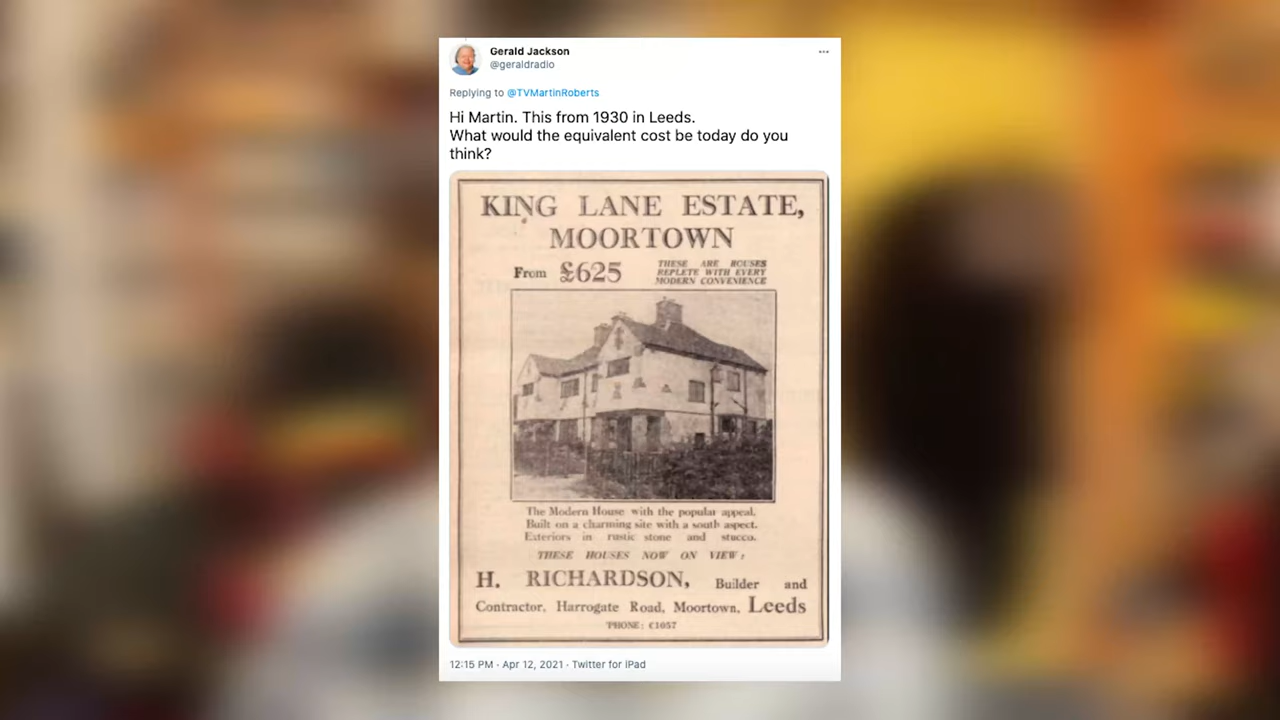 Gerald Jackson
@geraldradio
Replying to @TVMartinRoberts
Hi Martin. This from 1930 in Leeds.
What would the equivalent cost be today do you
think?
KING LANE ESTATE,
MOORTOWN
From £625
THESE ARE HOUSES
REPLETE WITH EVERY
MODERN CONVENIENCE
The Modern House with the popular appeal.
Built on a charming site with a south aspect.
Exteriors in rustic stone and stucco.
THESE HOUSES NOW ON VIEW:
H. RICHARDSON, Builder and
Contractor, Harrogate Road, Moortown, Leeds
'PHONE: 61057
12:15 PM · Apr 12, 2021 · Twitter for iPad